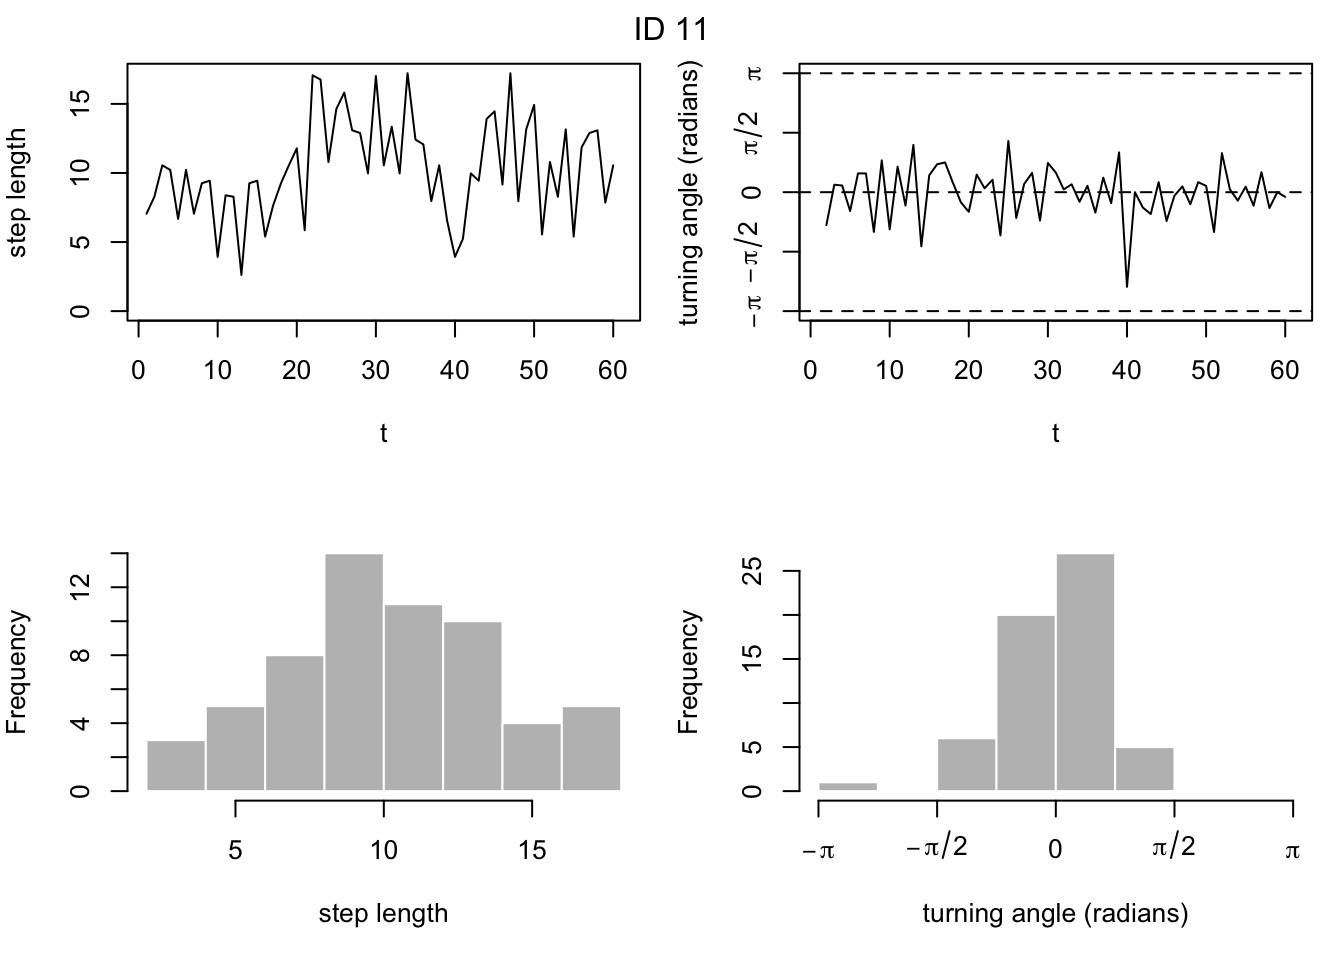 ID 11
step length
15
10
5
0
0 10 20 30 40 50 60
t
turning angle (radians)
π
π/2
0
−π/2
−π
0 10 20 30 40 50 60
t
Frequency
12
8
4
0
5 10 15
step length
Frequency
25
15
5
0
−π −π/2 0 π/2 π
turning angle (radians)